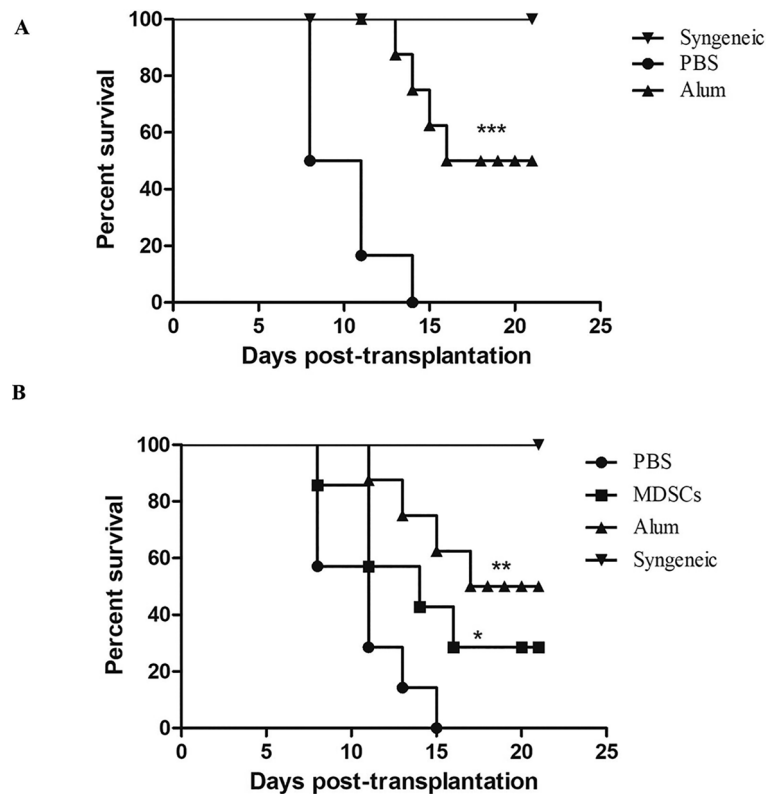 A
Percent survival
100
80
60
40
20
0
***
0 5 10 15 20 25
Days post-transplantation
Syngeneic
PBS
Alum
B
Percent survival
100
80
60
40
20
0
**
*
0 5 10 15 20 25
Days post-transplantation
PBS
MDSCs
Alum
Syngeneic